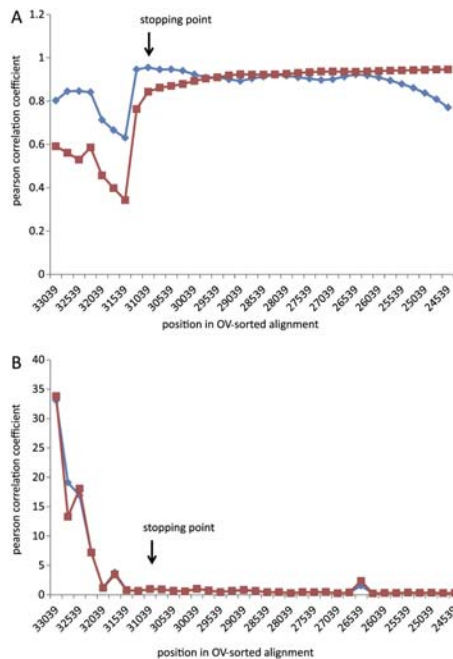 A
stopping point
pearson correlation coefficient
1.2
1
0.8
0.6
0.4
0.2
0
33039 32539 32039 31539 31039 30539 30039 29539 29039 28539 28039 27539 27039 26539 26039 25539 25039 24539
position in OV-sorted alignment
B
pearson correlation coefficient
40
35
30
25
20
15
10
5
0
stopping point
33039 32539 32039 31539 31039 30539 30039 29539 29039 28539 28039 27539 27039 26539 26039 25539 25039 24539
position in OV-sorted alignment